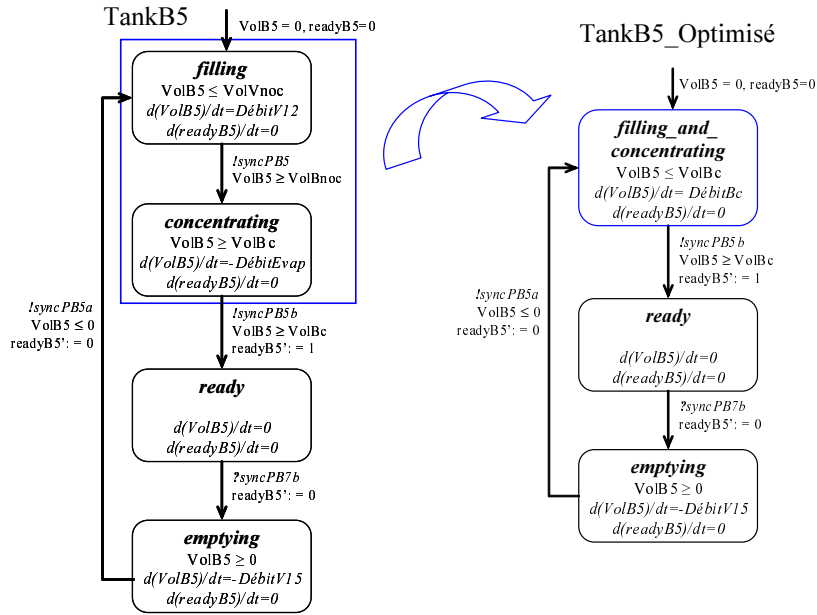 TankB5
VolB5 = 0, readyB5=0
filling
VolB5 ≤ VolVnoc
d(VolB5)/dt=DébitV12
d(readyB5)/dt=0
!syncPB5
VolB5 ≥ VolBnoc
concentrating
VolB5 ≥ VolBc
d(VolB5)/dt=-DébitEvap
d(readyB5)/dt=0
!syncPB5a
VolB5 ≤ 0
readyB5’: = 0
!syncPB5b
VolB5 ≥ VolBc
readyB5’: = 1
ready
d(VolB5)/dt=0
d(readyB5)/dt=0
?syncPB7b
readyB5’: = 0
emptying
VolB5 ≥ 0
d(VolB5)/dt=-DébitV15
d(readyB5)/dt=0
TankB5_Optimisé
VolB5 = 0, readyB5=0
filling_and_
concentrating
VolB5 ≤ VolBc
d(VolB5)/dt= DébitBc
d(readyB5)/dt=0
!syncPB5a
VolB5 ≤ 0
readyB5’: = 0
!syncPB5b
VolB5 ≥ VolBc
readyB5’: = 1
ready
d(VolB5)/dt=0
d(readyB5)/dt=0
?syncPB7b
readyB5’: = 0
emptying
VolB5 ≥ 0
d(VolB5)/dt=-DébitV15
d(readyB5)/dt=0